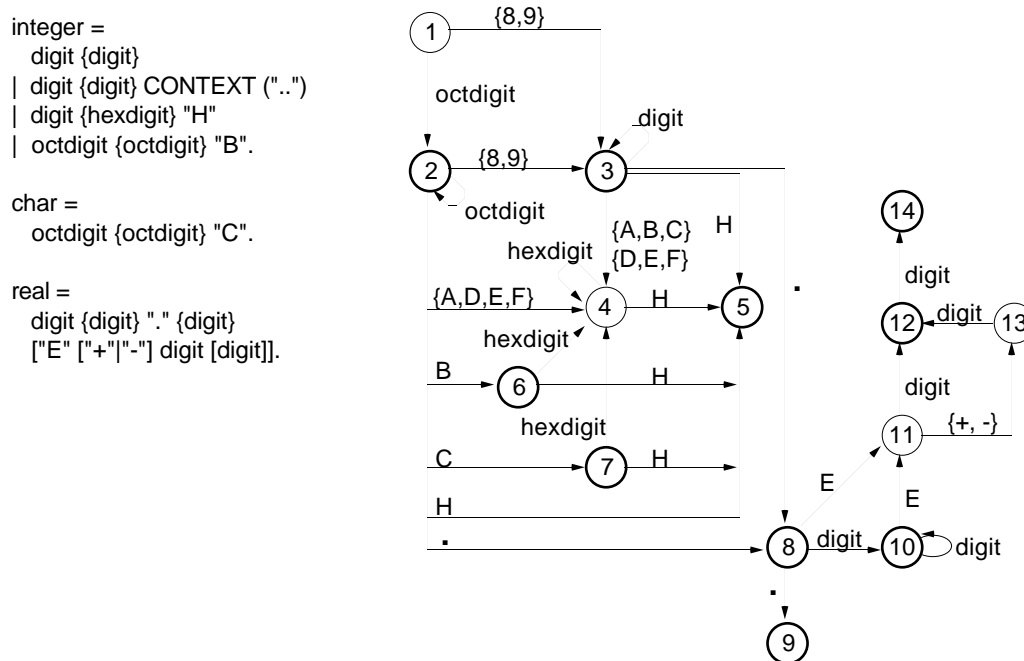 integer =
digit {digit}
| digit {digit} CONTEXT ("..")
| digit {hexdigit} "H"
| octdigit {octdigit} "B".
char =
octdigit {octdigit} "C".
real =
digit {digit} "." {digit}
["E" ["+"|"-"] digit [digit]].
1
{8,9}
octdigit
digit
2
{8,9}
3
octdigit
14
{A,B,C}
H
hexdigit
{D,E,F}
digit
.
{A,D,E,F}
4
H
5
12
digit
13
hexdigit
B
6
H
digit
hexdigit
11
{+, -}
C
7
H
E
E
H
.
8
digit
10
digit
.
9